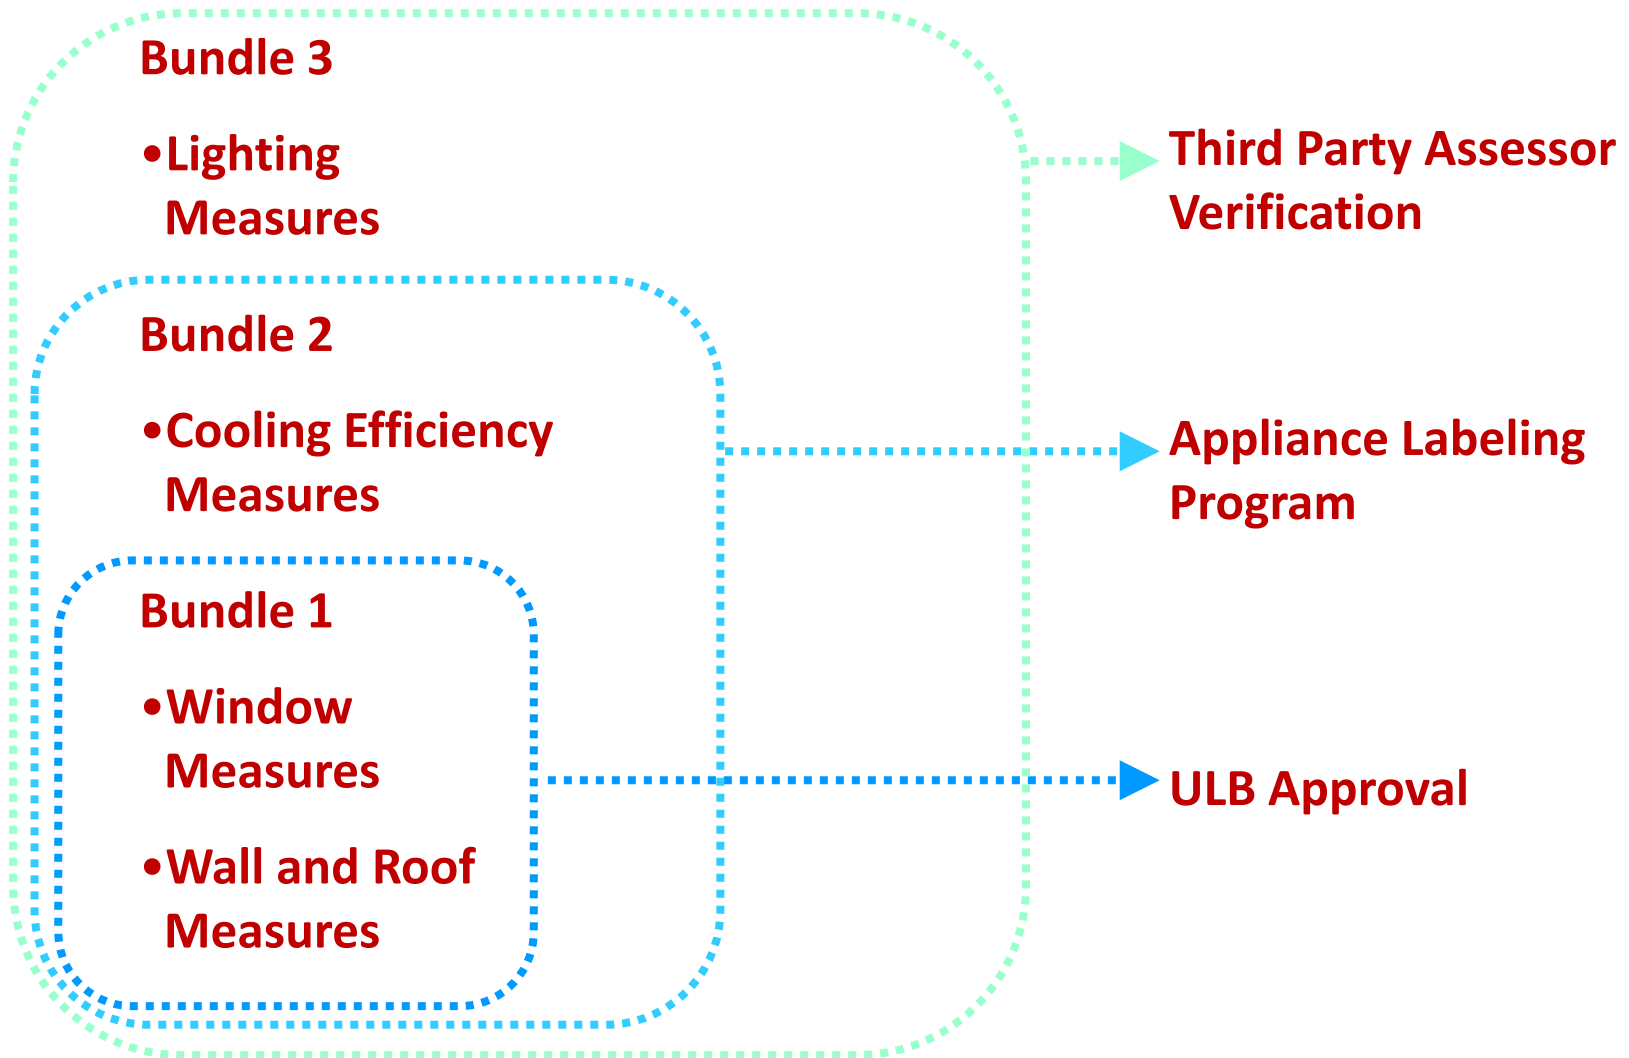 Bundle 3
•Lighting
Measures
Third Party Assessor
Verification
Bundle 2
•Cooling Efficiency
Measures
Appliance Labeling
Program
Bundle 1
•Window
Measures
ULB Approval
•Wall and Roof
Measures